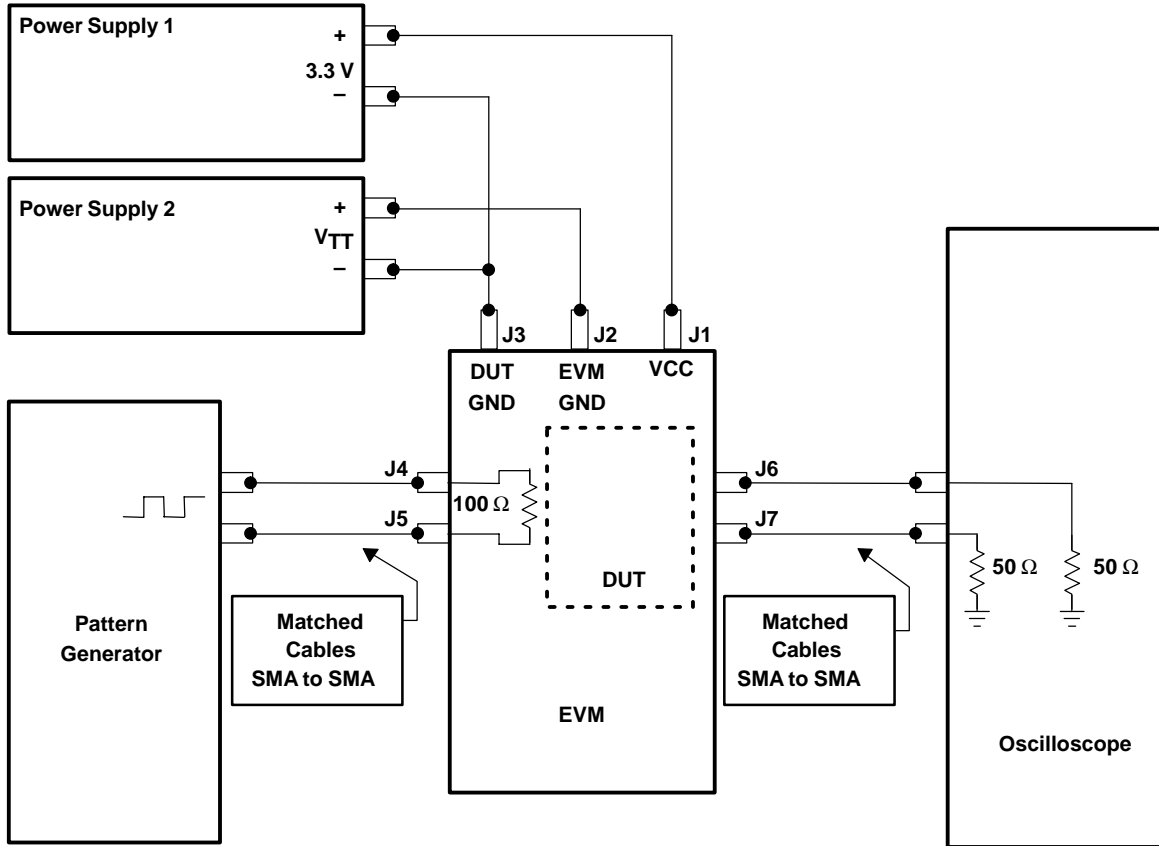 Power Supply 1
+
3.3 V
−
Power Supply 2
+
VTT
−
J3
J2
J1
DUT
GND
EVM
GND
VCC
J4
100 Ω
J5
J6
J7
DUT
50 Ω
50 Ω
Pattern
Generator
Matched
Cables
SMA to SMA
Matched
Cables
SMA to SMA
EVM
Oscilloscope